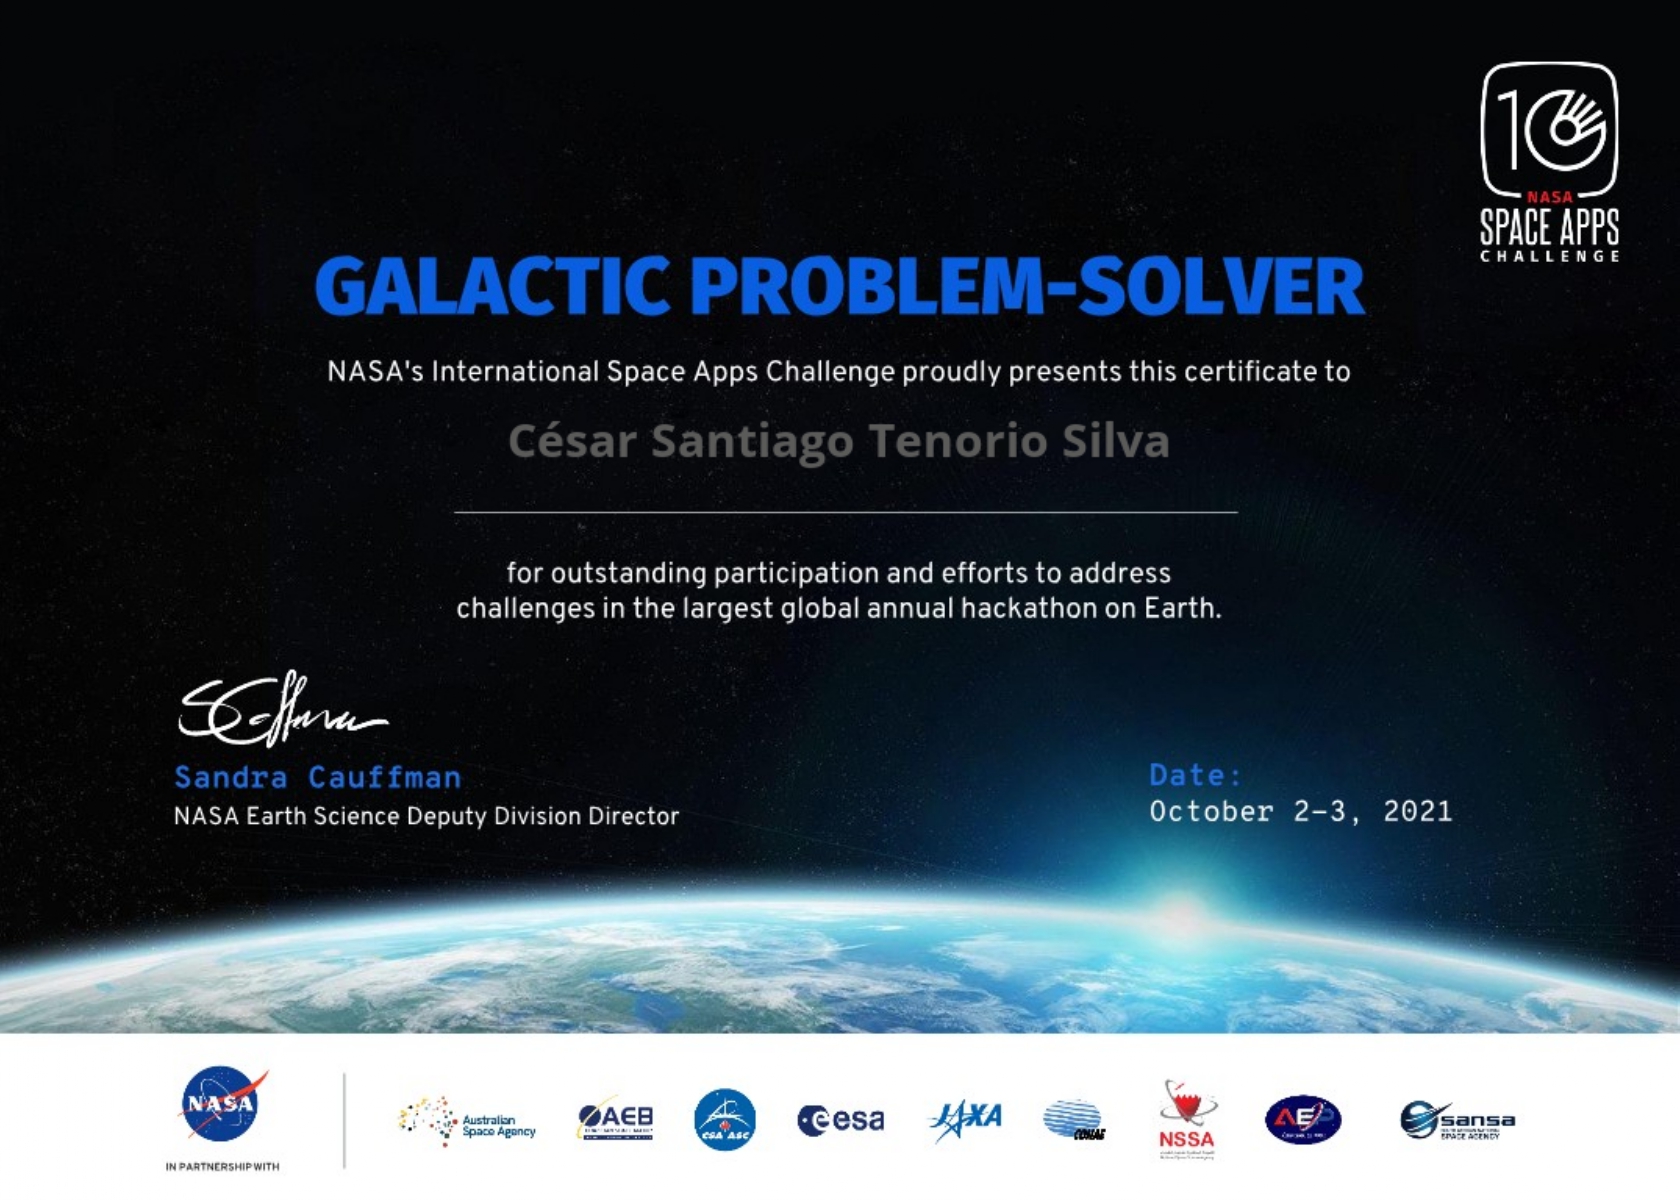 10
NASA
SPACE APPS
CHALLENGE
GALACTIC PROBLEM-SOLVER
NASA's International Space Apps Challenge proudly presents this certificate to
César Santiago Tenorio Silva
for outstanding participation and efforts to address
challenges in the largest global annual hackathon on Earth.
Sandra Cauffman
NASA Earth Science Deputy Division Director
Date:
October 2-3, 2021
NASA
IN PARTNERSHIP WITH
Australian
Space Agency
AEB
CSA ASC
esa
JAXA
CONAE
NSSA
AEP
sansa
SPACE AGENCY